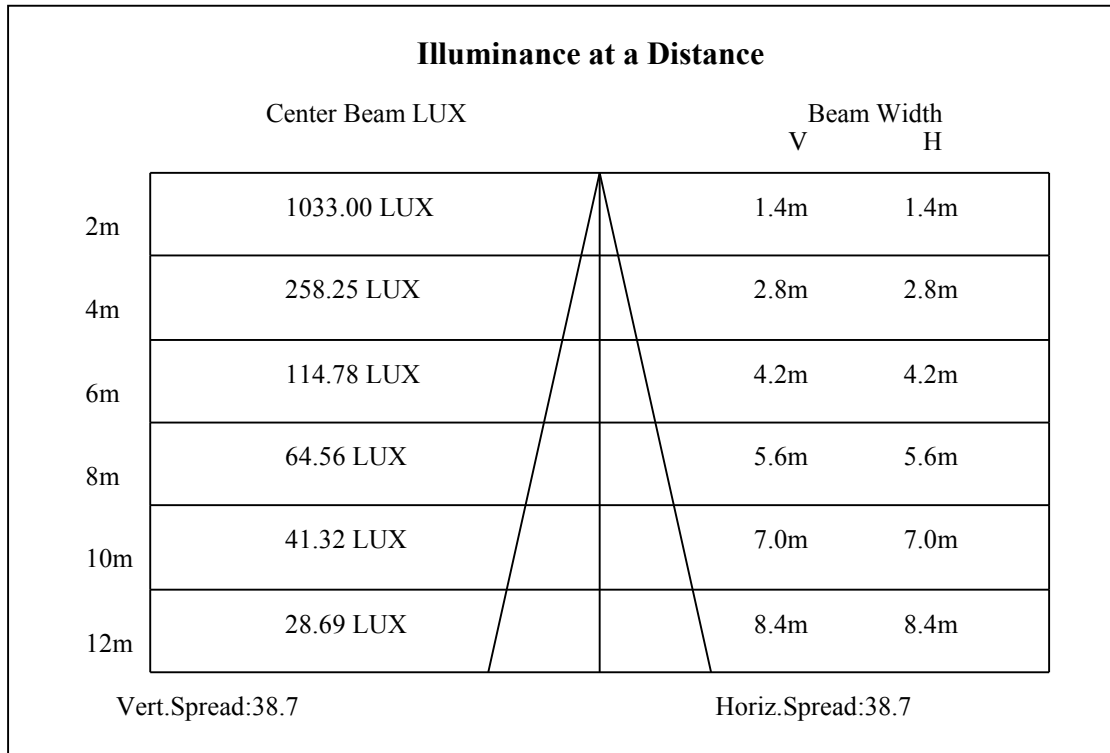 Illuminance at a Distance
Center Beam LUX Beam Width
V H
2m 1033.00 LUX 1.4m 1.4m
4m 258.25 LUX 2.8m 2.8m
6m 114.78 LUX 4.2m 4.2m
8m 64.56 LUX 5.6m 5.6m
10m 41.32 LUX 7.0m 7.0m
12m 28.69 LUX 8.4m 8.4m
Vert.Spread:38.7 Horiz.Spread:38.7